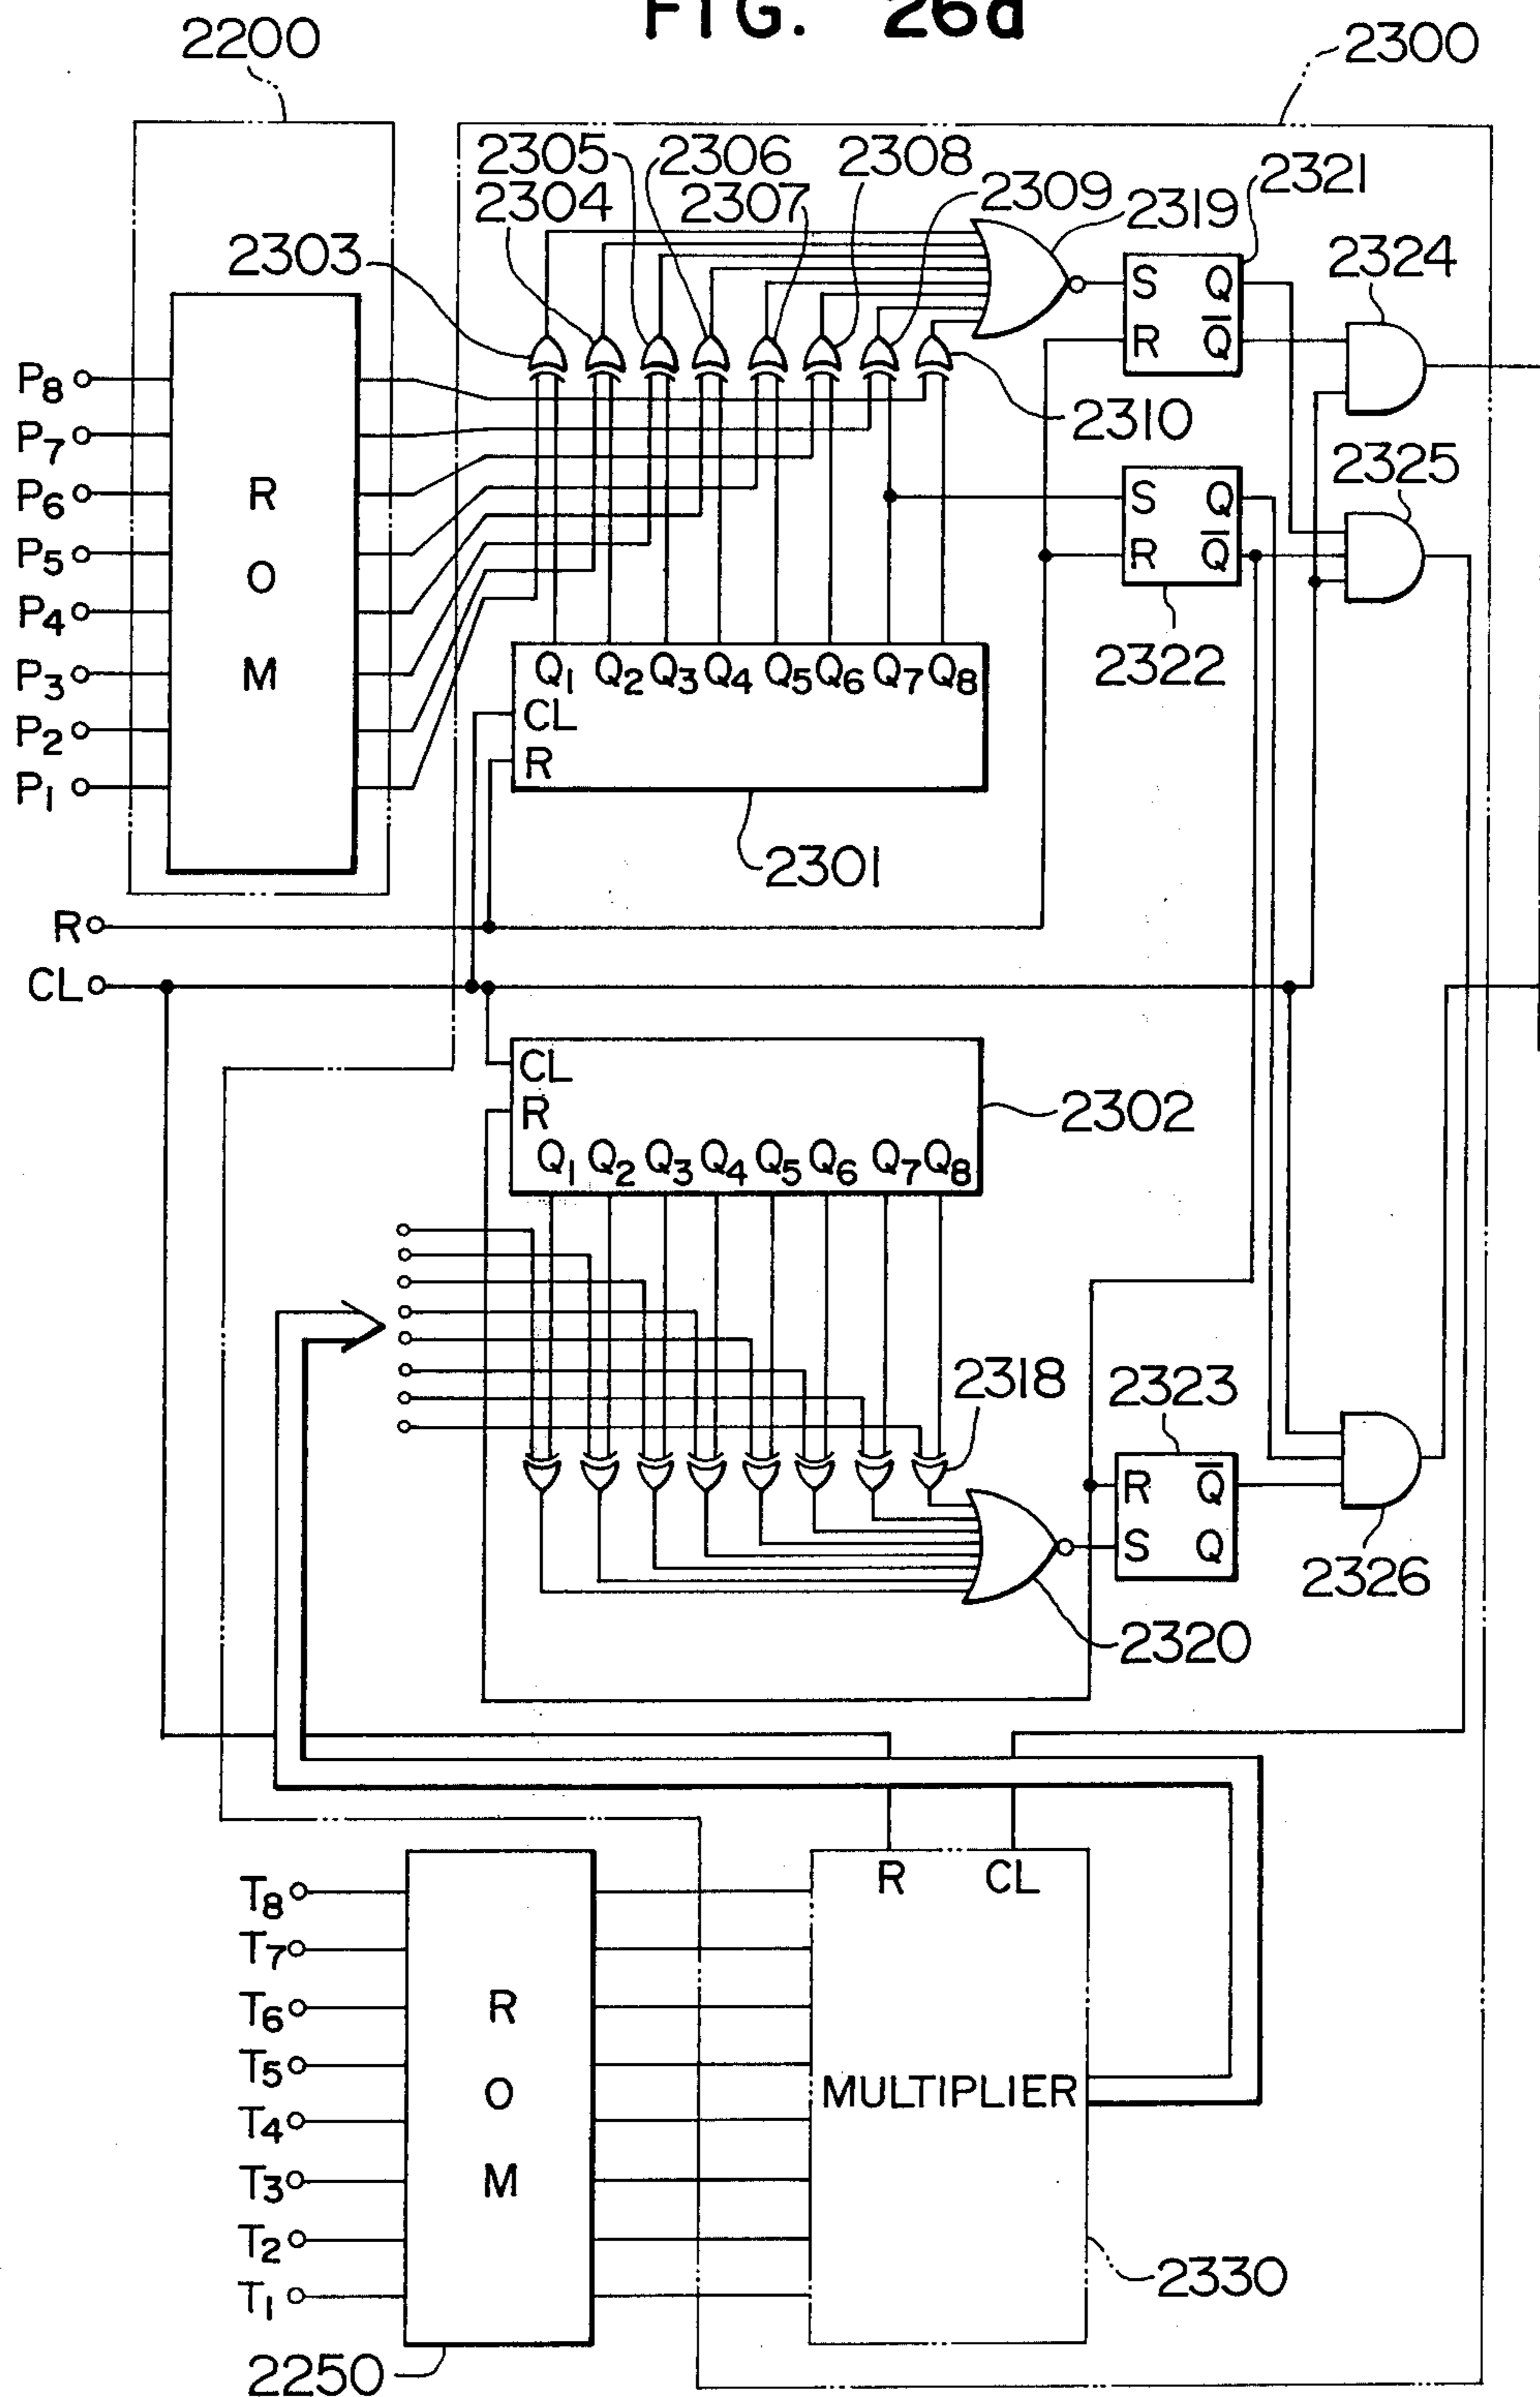 FIG. 26a
2200
2300
2305
2306
2308
2321
2304
2307
2309
2319
2303
2324
S Q
R Q̅
P8
2310
P7
2325
P6
R
S Q
P5
O
R Q̅
P4
2322
P3
M
Q1 Q2 Q3 Q4 Q5 Q6 Q7 Q8
P2
CL
P1
R
2301
R
CL
CL
R
2302
Q1 Q2 Q3 Q4 Q5 Q6 Q7 Q8
2318
2323
R Q̅
S Q
2326
2320
R CL
T8
T7
T6
R
T5
O
MULTIPLIER
T4
T3
M
T2
2330
T1
2250